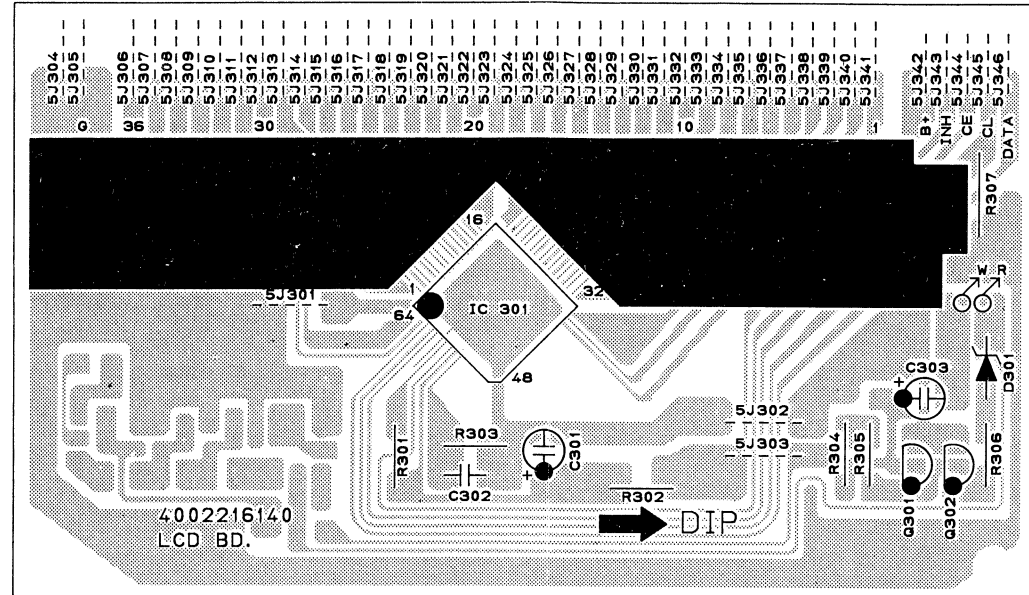 5J304
5J305
5J306
5J307
5J308
5J309
5J310
5J311
5J312
5J313
5J314
5J315
5J316
5J317
5J318
5J319
5J320
5J321
5J322
5J323
5J324
5J325
5J326
5J327
5J328
5J329
5J330
5J331
5J332
5J333
5J334
5J335
5J336
5J337
5J338
5J339
5J340
5J341
5J342
5J343
5J344
5J345
5J346
G 36 30 20 10 1
B+
INH
CE
CL
DATA
R307
16
1
32
5J301
64
IC 301
W R
48
C303
+
D301
5J302
R303
5J303
R301
C301
+
R304
R305
R306
C302
R302
Q301
Q302
4002216140
LCD BD.
DIP